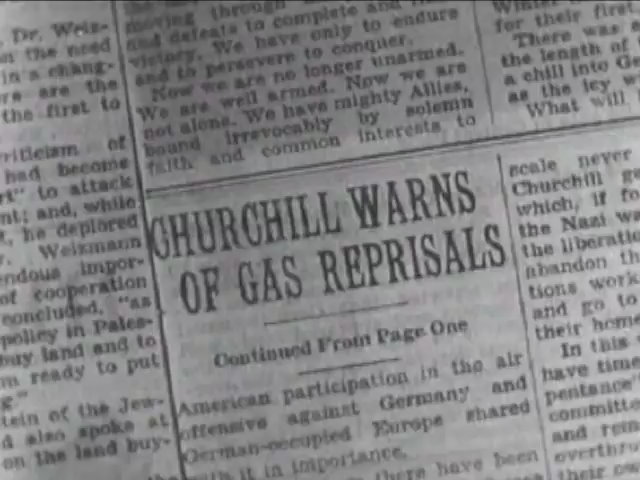 . Dr. Weiz-
n the need
in a chang-
re are the
the first to
criticism of
had become
to attack
nt; and, while
, he deplored
. Weizmann
endous impor-
of cooperation
concluded, "as
policy in Pales-
buy land and to
m ready to put
tein of the Jew-
d also spoke at
on the land buy-
moving through
and defeats to complete and
victory. We have only to endure
and to persevere to conquer.
Now we are no longer unarmed.
We are well armed. Now we are
not alone. We have mighty Allies,
bound irrevocably by solemn
faith and common interests to
CHURCHILL WARNS
OF GAS REPRISALS
Continued From Page One
American participation in the air
offensive against Germany and
German-occupied Europe shared
with it in importance.
there have been
for their first
There was
the length of
a chill into Ge
as the icy w
What will
scale never
Churchill
which, if fo
the Nazi
the liberati
abandon th
tions work
and go to
their home
In this
have time
pentance"
committe
and rein
overthro
their